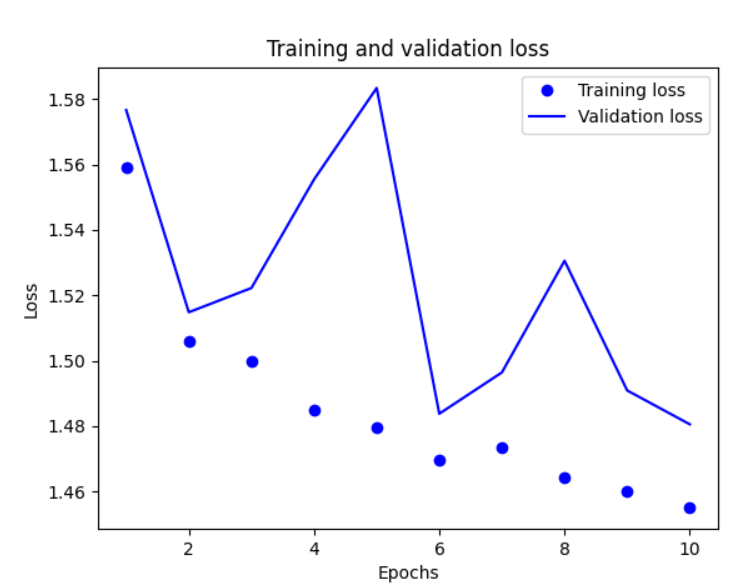 Training and validation loss
Training loss
Validation loss
1.58
1.56
1.54
1.52
1.50
1.48
1.46
Loss
2 4 6 8 10
Epochs